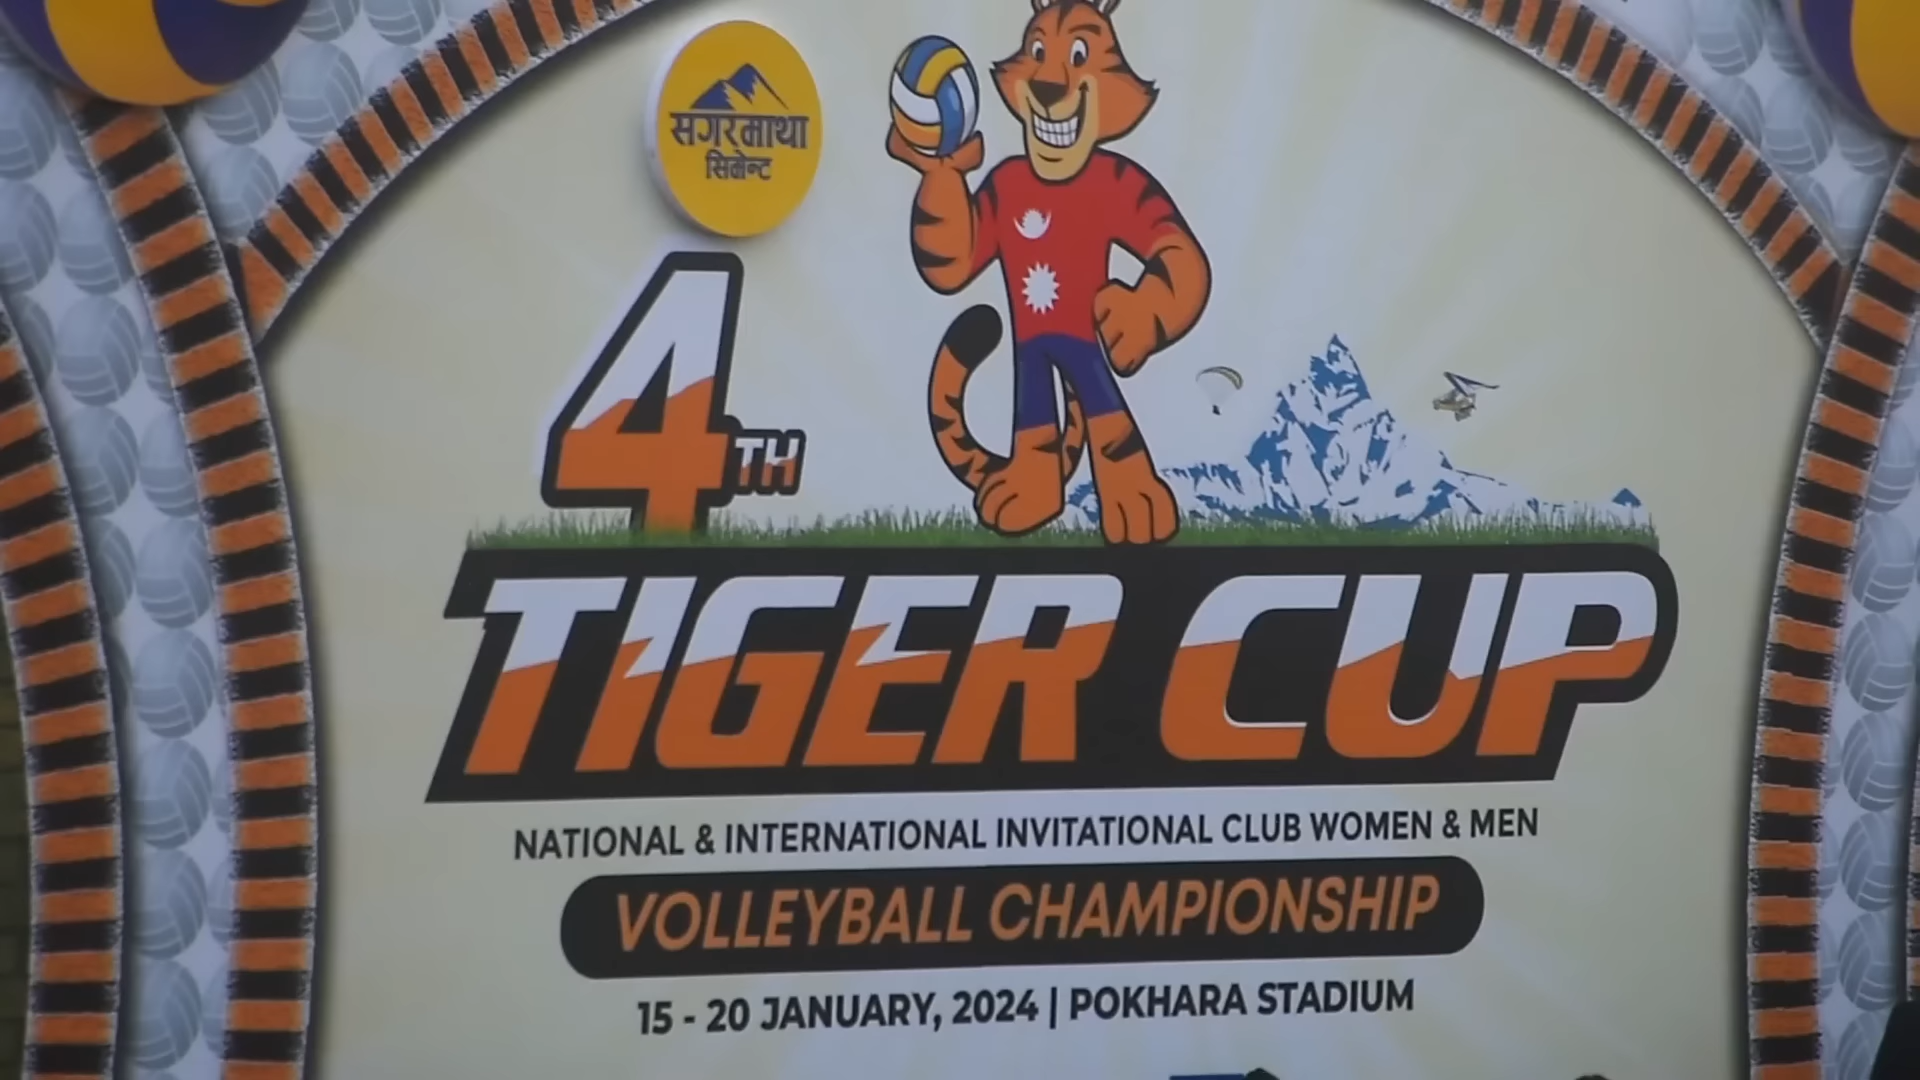 सगरमाथा
सिमेन्ट
4TH
TIGER CUP
NATIONAL & INTERNATIONAL INVITATIONAL CLUB WOMEN & MEN
VOLLEYBALL CHAMPIONSHIP
15 - 20 JANUARY, 2024 | POKHARA STADIUM